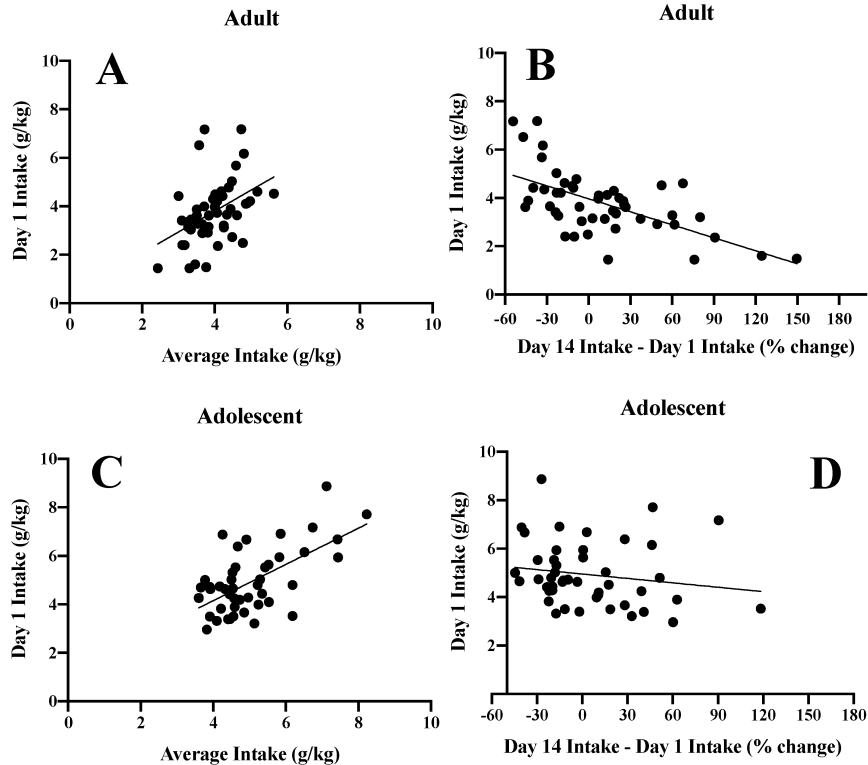 Adult
A
Day 1 Intake (g/kg)
10
8
6
4
2
0
0 2 4 6 8 10
Average Intake (g/kg)
Adult
B
Day 1 Intake (g/kg)
10
8
6
4
2
0
-60 -30 0 30 60 90 120 150 180
Day 14 Intake - Day 1 Intake (% change)
Adolescent
C
Day 1 Intake (g/kg)
10
8
6
4
2
0
0 2 4 6 8 10
Average Intake (g/kg)
Adolescent
D
Day 1 Intake (g/kg)
10
8
6
4
2
-60 -30 0 30 60 90 120 150 180
Day 14 Intake - Day 1 Intake (% change)